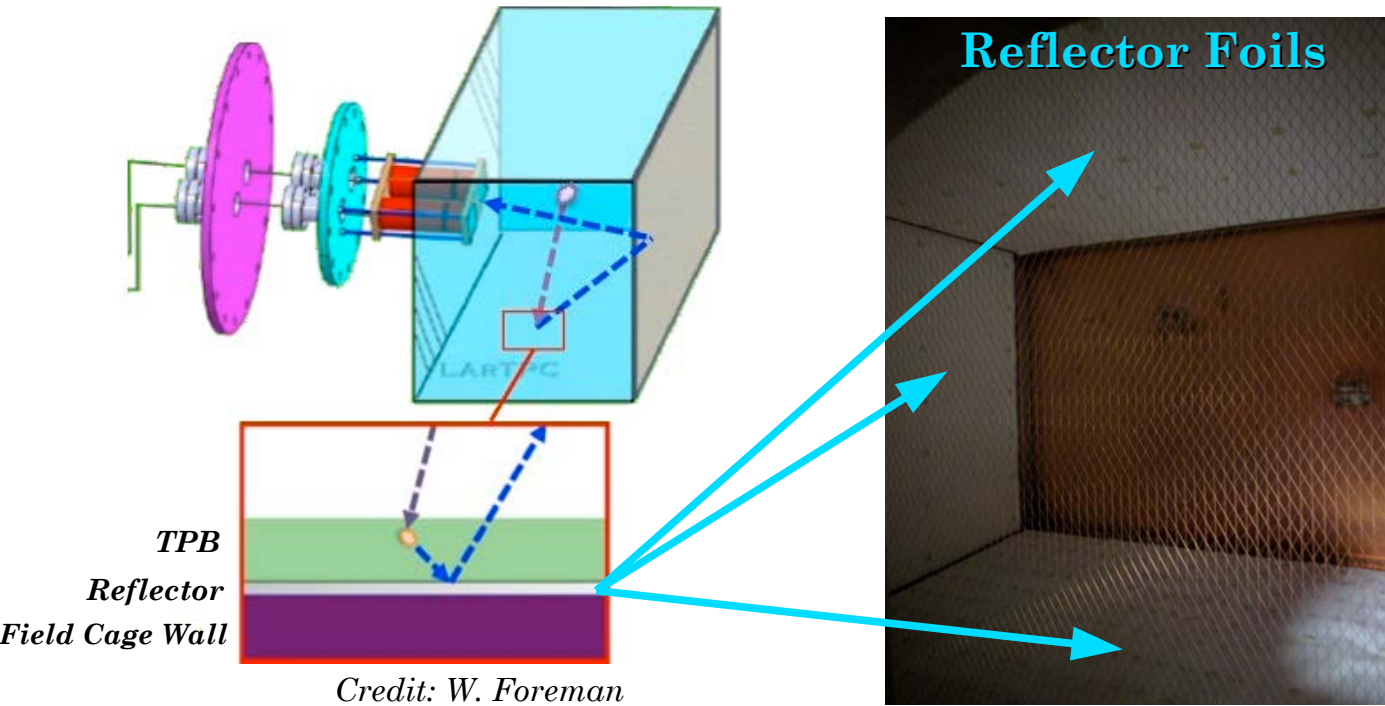 Reflector Foils
LArTPC
TPB
Reflector
Field Cage Wall
Credit: W. Foreman